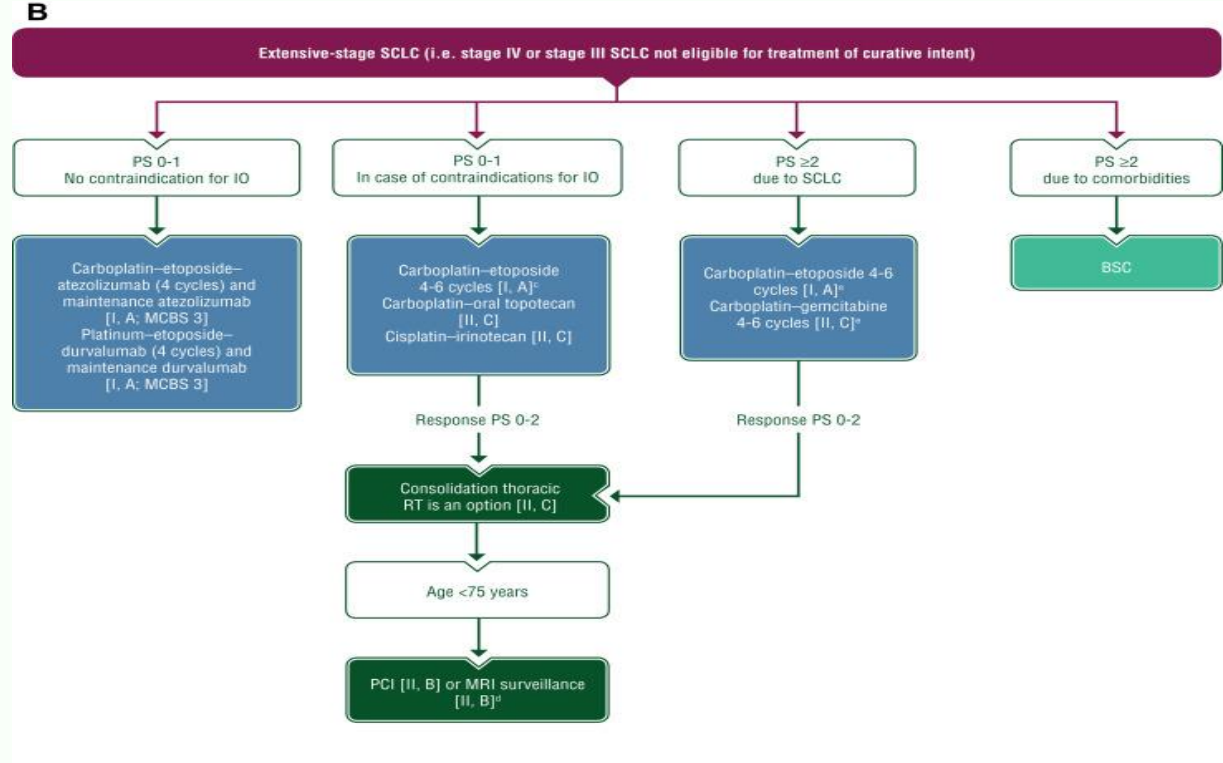 B
Extensive-stage SCLC (i.e. stage IV or stage III SCLC not eligible for treatment of curative intent)
PS 0-1
No contraindication for IO
PS 0-1
In case of contraindications for IO
PS ≥2
due to SCLC
PS ≥2
due to comorbidities
Carboplatin–etoposide–
atezolizumab (4 cycles) and
maintenance atezolizumab
[I, A; MCBS 3]
Platinum–etoposide–
durvalumab (4 cycles) and
maintenance durvalumab
[I, A; MCBS 3]
Carboplatin–etoposide
4-6 cycles [I, A]ᶜ
Carboplatin–oral topotecan
[II, C]
Cisplatin–irinotecan [II, C]
Carboplatin–etoposide 4-6
cycles [I, A]ᵉ
Carboplatin–gemcitabine
4-6 cycles [II, C]ᵉ
BSC
Response PS 0-2
Response PS 0-2
Consolidation thoracic
RT is an option [II, C]
Age <75 years
PCI [II, B] or MRI surveillance
[II, B]ᵈ